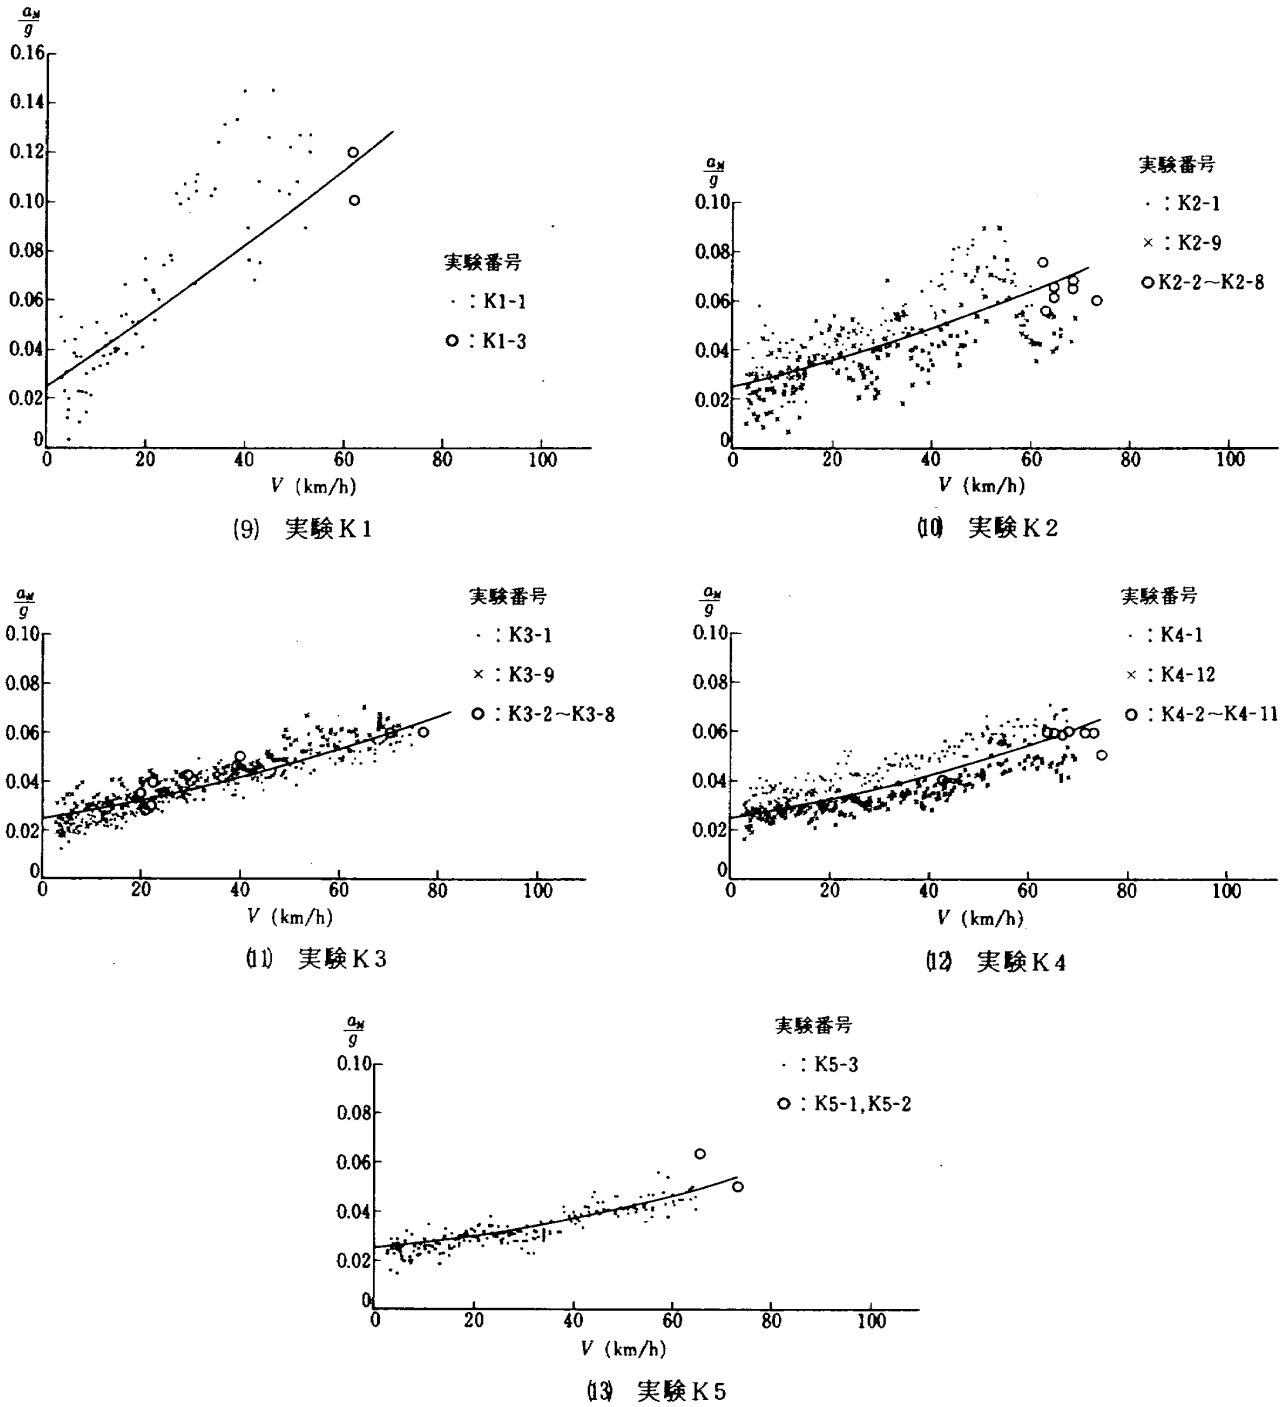 a_M/g
0.16
0.14
0.12
0.10
0.08
0.06
0.04
0.02
0
0 20 40 60 80 100
V (km/h)
実験番号
· : K1-1
○ : K1-3
(9) 実験K1
a_M/g
0.10
0.08
0.06
0.04
0.02
0
0 20 40 60 80 100
V (km/h)
実験番号
· : K2-1
× : K2-9
○ K2-2~K2-8
(10) 実験K2
a_M/g
0.10
0.08
0.06
0.04
0.02
0
0 20 40 60 80 100
V (km/h)
実験番号
· : K3-1
× : K3-9
○ : K3-2~K3-8
(11) 実験K3
a_M/g
0.10
0.08
0.06
0.04
0.02
0
0 20 40 60 80 100
V (km/h)
実験番号
· : K4-1
× : K4-12
○ : K4-2~K4-11
(12) 実験K4
a_M/g
0.10
0.08
0.06
0.04
0.02
0
0 20 40 60 80 100
V (km/h)
実験番号
· : K5-3
○ : K5-1,K5-2
(13) 実験K5